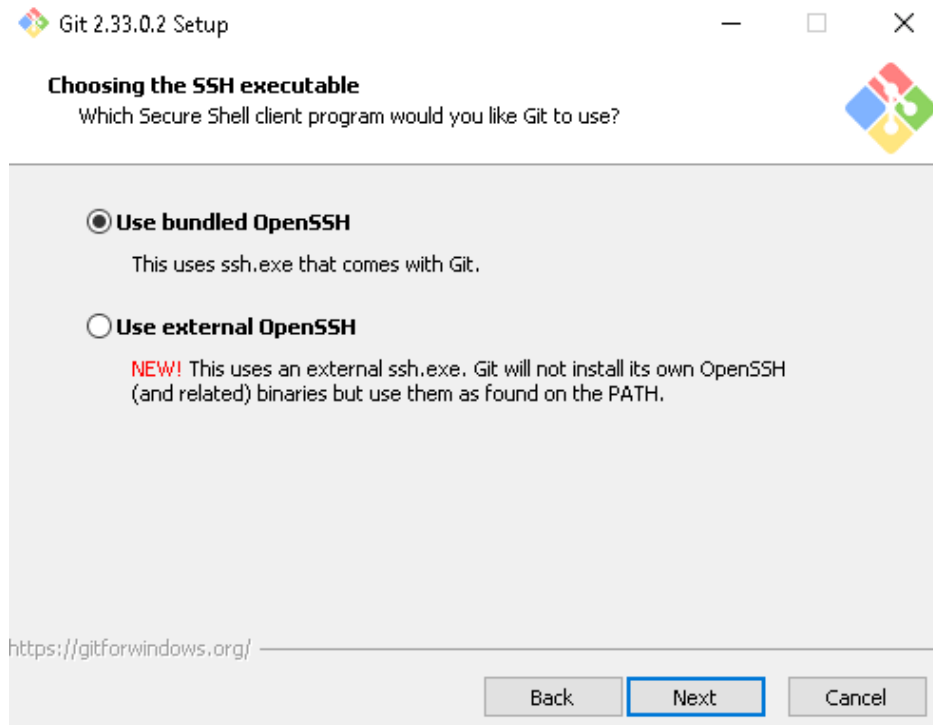 Git 2.33.0.2 Setup
Choosing the SSH executable
Which Secure Shell client program would you like Git to use?
Use bundled OpenSSH
This uses ssh.exe that comes with Git.
Use external OpenSSH
NEW! This uses an external ssh.exe. Git will not install its own OpenSSH
(and related) binaries but use them as found on the PATH.
https://gitforwindows.org/
Back Next Cancel